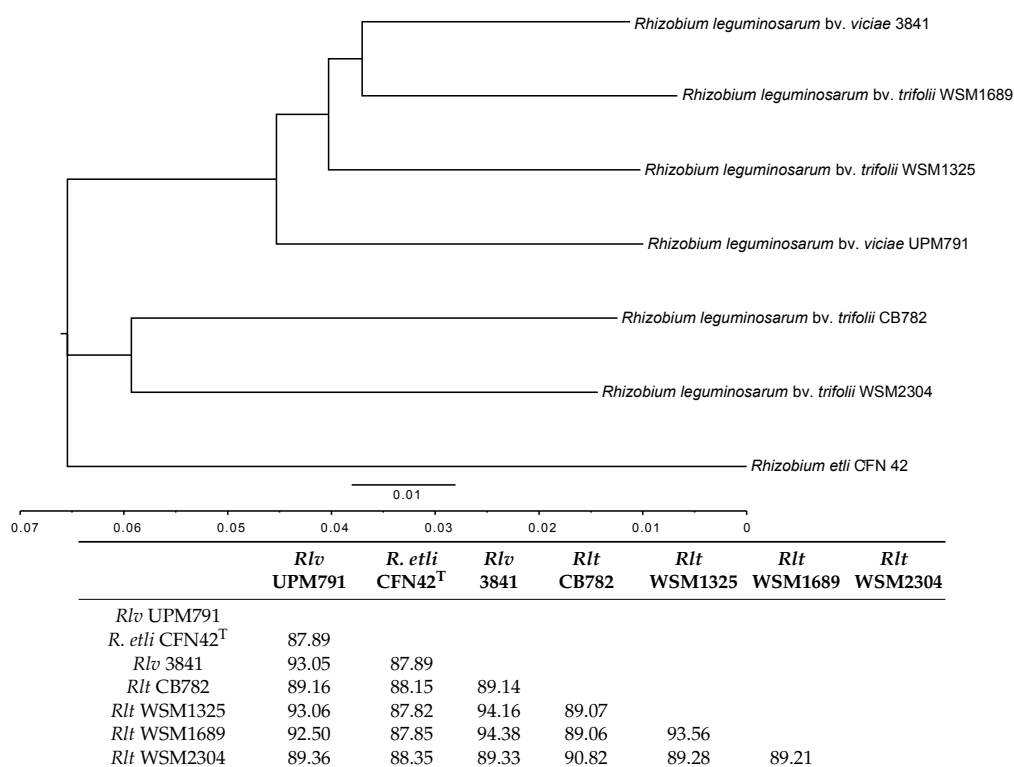 Rhizobium leguminosarum bv. viciae 3841
Rhizobium leguminosarum bv. trifolii WSM1689
Rhizobium leguminosarum bv. trifolii WSM1325
Rhizobium leguminosarum bv. viciae UPM791
Rhizobium leguminosarum bv. trifolii CB782
Rhizobium leguminosarum bv. trifolii WSM2304
Rhizobium etli CFN 42
0.01
0.07 0.06 0.05 0.04 0.03 0.02 0.01 0
Rlv R. etli Rlv Rlt Rlt Rlt Rlt
UPM791 CFN42T 3841 CB782 WSM1325 WSM1689 WSM2304
Rlv UPM791
R. etli CFN42T 87.89
Rlv 3841 93.05 87.89
Rlt CB782 89.16 88.15 89.14
Rlt WSM1325 93.06 87.82 94.16 89.07
Rlt WSM1689 92.50 87.85 94.38 89.06 93.56
Rlt WSM2304 89.36 88.35 89.33 90.82 89.28 89.21